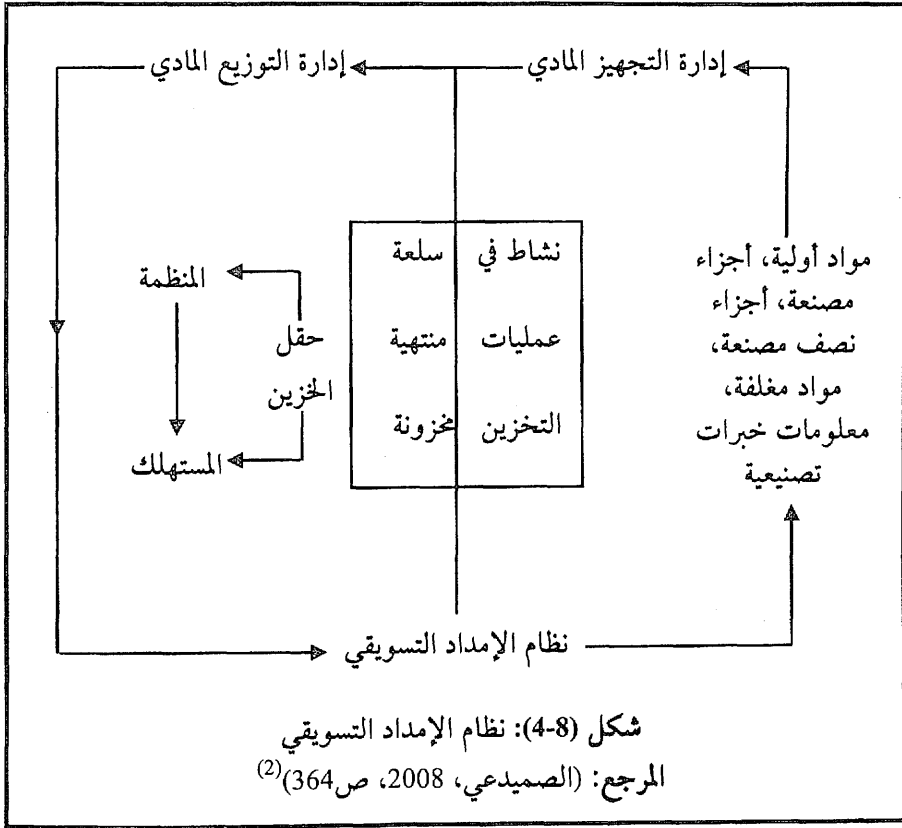 إدارة التجهيز المادي
إدارة التوزيع المادي
مواد أولية، أجزاء
مصنعة، أجزاء
نصف مصنعة،
مواد مغلفة،
معلومات خبرات
تصنيعية
نشاط في
عمليات
التخزين
سلعة
منتهية
مخزونة
حقل
الخزين
المنظمة
المستهلك
نظام الإمداد التسويقي
شكل (8-4): نظام الإمداد التسويقي
المرجع: (الصميدعي، 2008، ص364)(2)